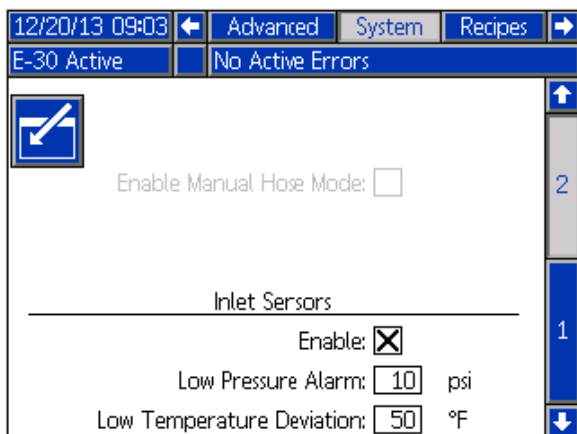 12/20/13 09:03 Advanced System Recipes
E-30 Active No Active Errors
Enable Manual Hose Mode:
2
Inlet Sensors
Enable:
1
Low Pressure Alarm: 10 psi
Low Temperature Deviation: 50 °F